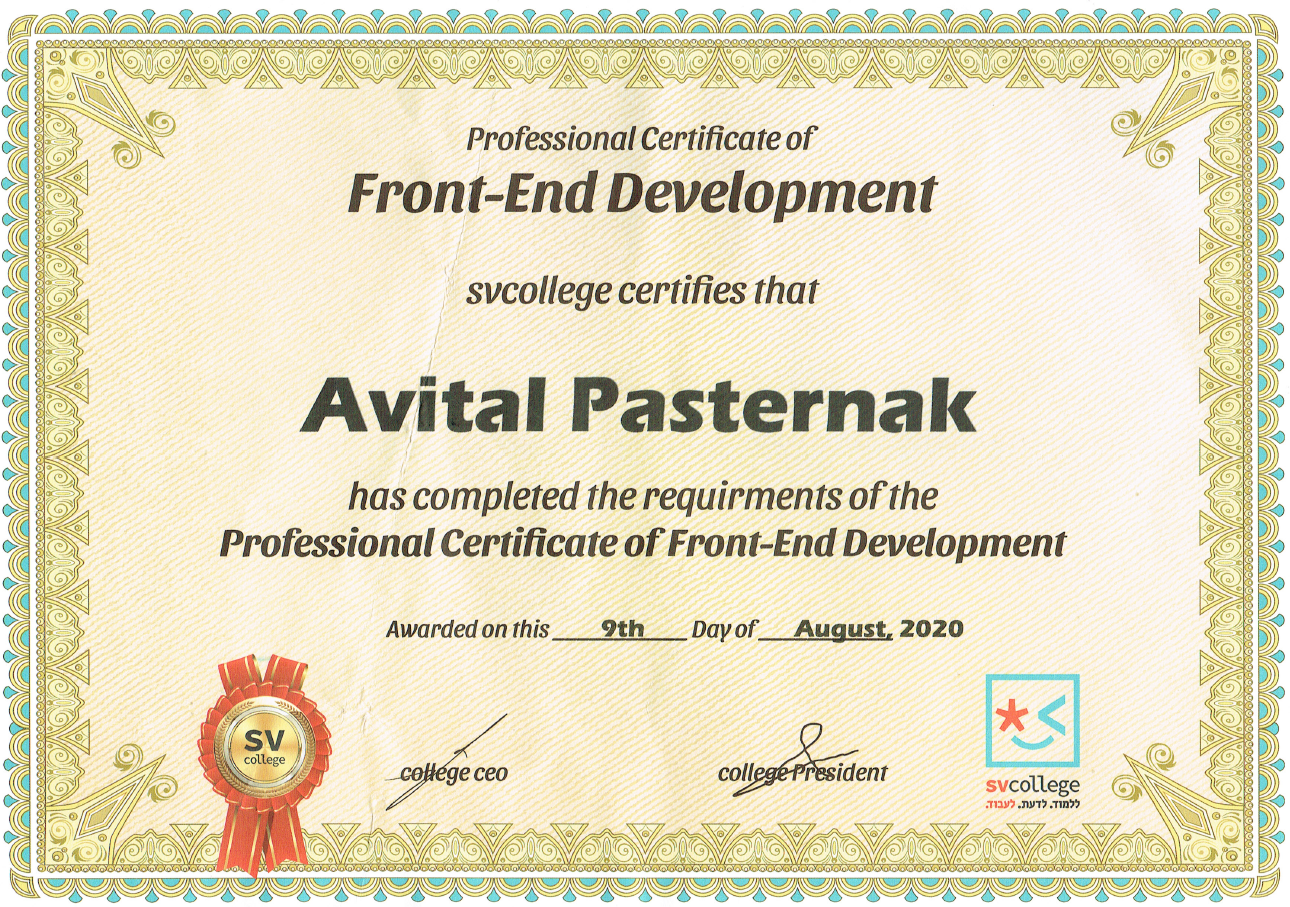 Professional Certificate of
Front-End Development
svcollege certifies that
Avital Pasternak
has completed the requirments of the
Professional Certificate of Front-End Development
Awarded on this 9th Day of August, 2020
SV
college
college ceo
college President
svcollege
ללמוד. לדעת. לעבוד.